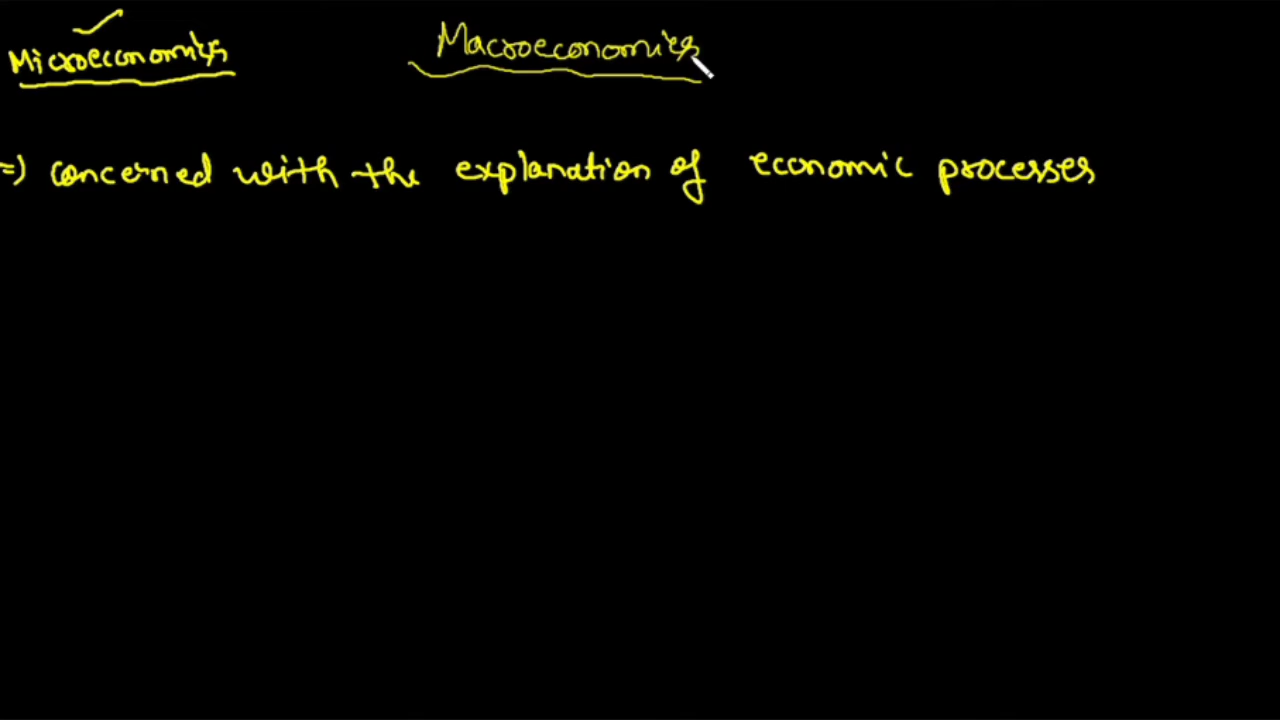 Microeconomics Macroeconomics
=) concerned with the explanation of economic processes